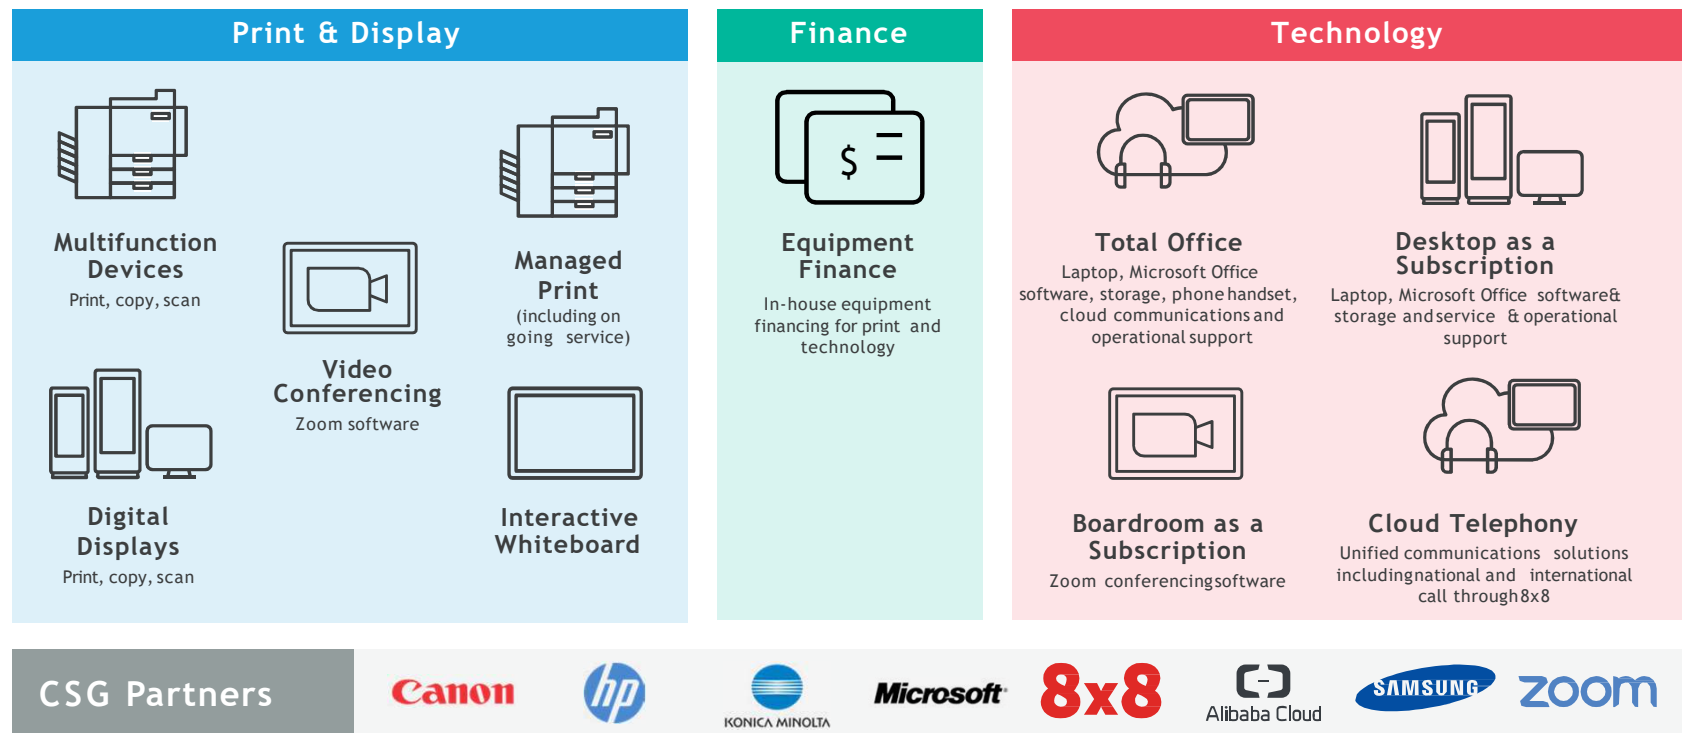 Print & Display
Multifunction
Devices
Print, copy, scan
Video
Conferencing
Zoom software
Managed
Print
(including on
going service)
Digital
Displays
Print, copy, scan
Interactive
Whiteboard
Finance
$
Equipment
Finance
In-house equipment
financing for print and
technology
Technology
Total Office
Laptop, Microsoft Office
software, storage, phone handset,
cloud communications and
operational support
Desktop as a
Subscription
Laptop, Microsoft Office software&
storage and service & operational
support
Boardroom as a
Subscription
Zoom conferencingsoftware
Cloud Telephony
Unified communications solutions
includingnational and international
call through 8x8
CSG Partners
Canon
hp
KONICA MINOLTA
Microsoft
8x8
Alibaba Cloud
SAMSUNG
zoom